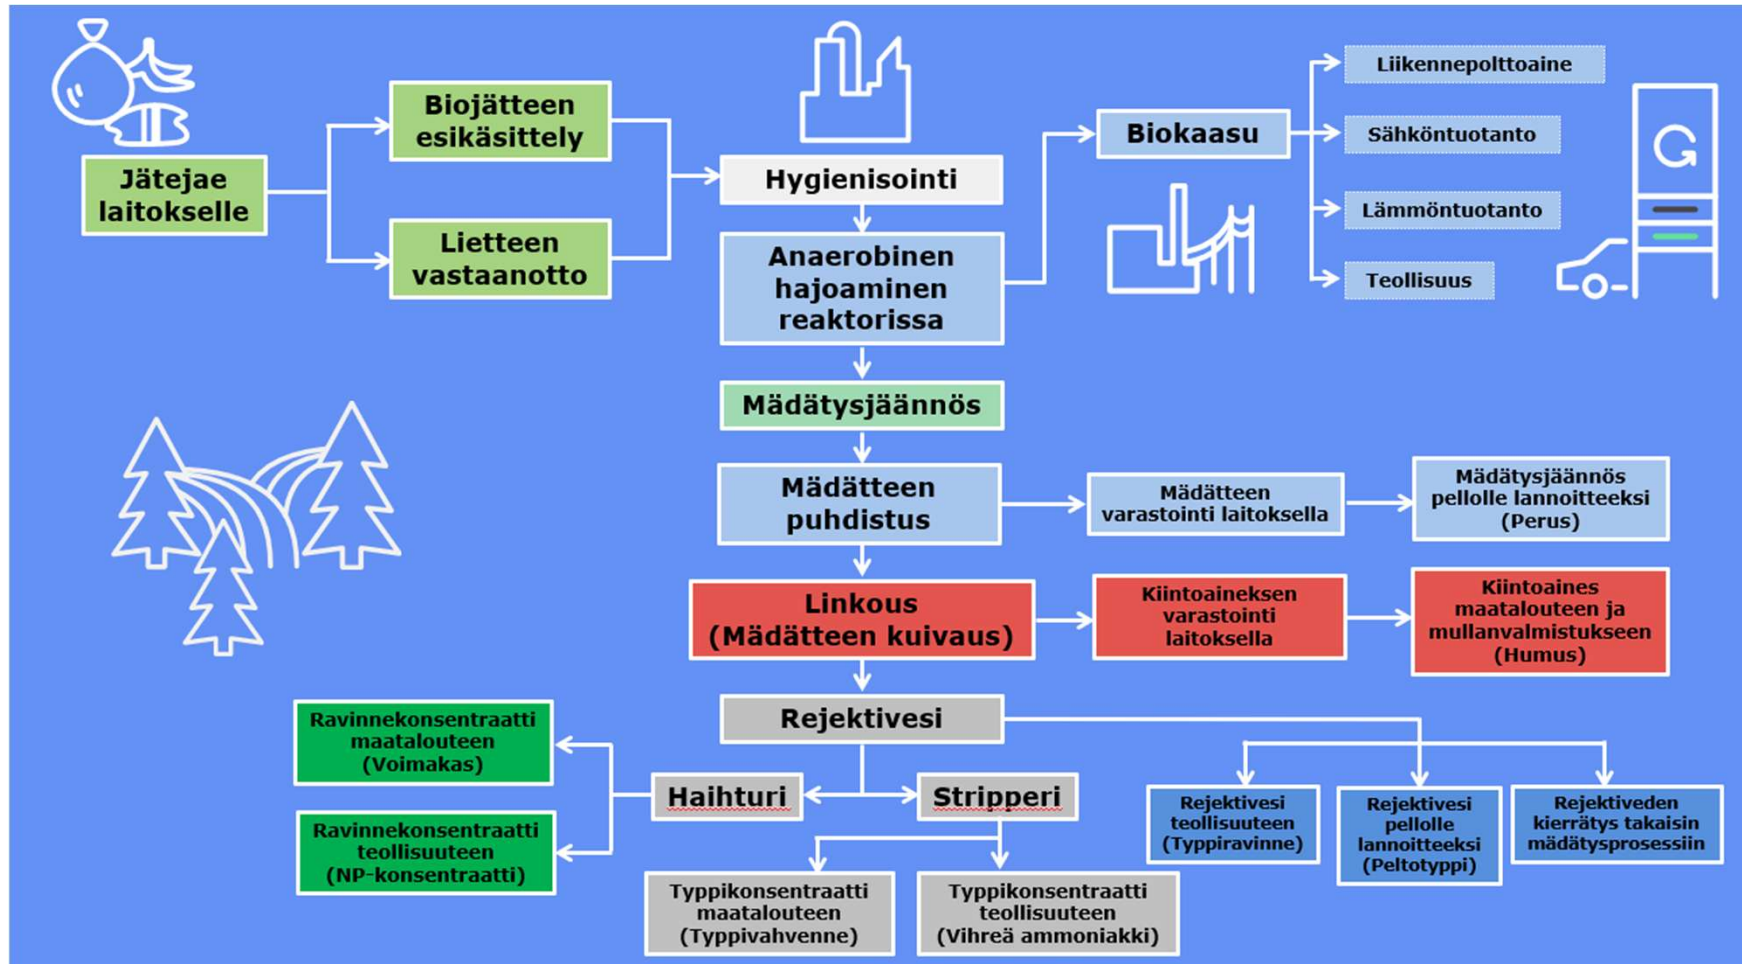 Jätejae
laitokselle
Biojätteen
esikäsittely
Lietteen
vastaanotto
Hygienisointi
Anaerobinen
hajoaminen
reaktorissa
Biokaasu
Liikennepolttoaine
Sähköntuotanto
Lämmöntuotanto
Teollisuus
Mädätysjäännös
Mädätteen
puhdistus
Mädätteen
varastointi laitoksella
Mädätysjäännös
pellolle lannoitteeksi
(Perus)
Linkous
(Mädätteen kuivaus)
Kiintoaineksen
varastointi
laitoksella
Kiintoaines
maatalouteen ja
mullanvalmistukseen
(Humus)
Rejektivesi
Haihturi
Stripperi
Ravinnekonsentraatti
maatalouteen
(Voimakas)
Ravinnekonsentraatti
teollisuuteen
(NP-konsentraatti)
Typpikonsentraatti
maatalouteen
(Typpivahvenne)
Typpikonsentraatti
teollisuuteen
(Vihreä ammoniakki)
Rejektivesi
teollisuuteen
(Typpiravinne)
Rejektivesi
pellolle
lannoitteeksi
(Peltotyppi)
Rejektiveden
kierrätys takaisin
mädätysprosessiin